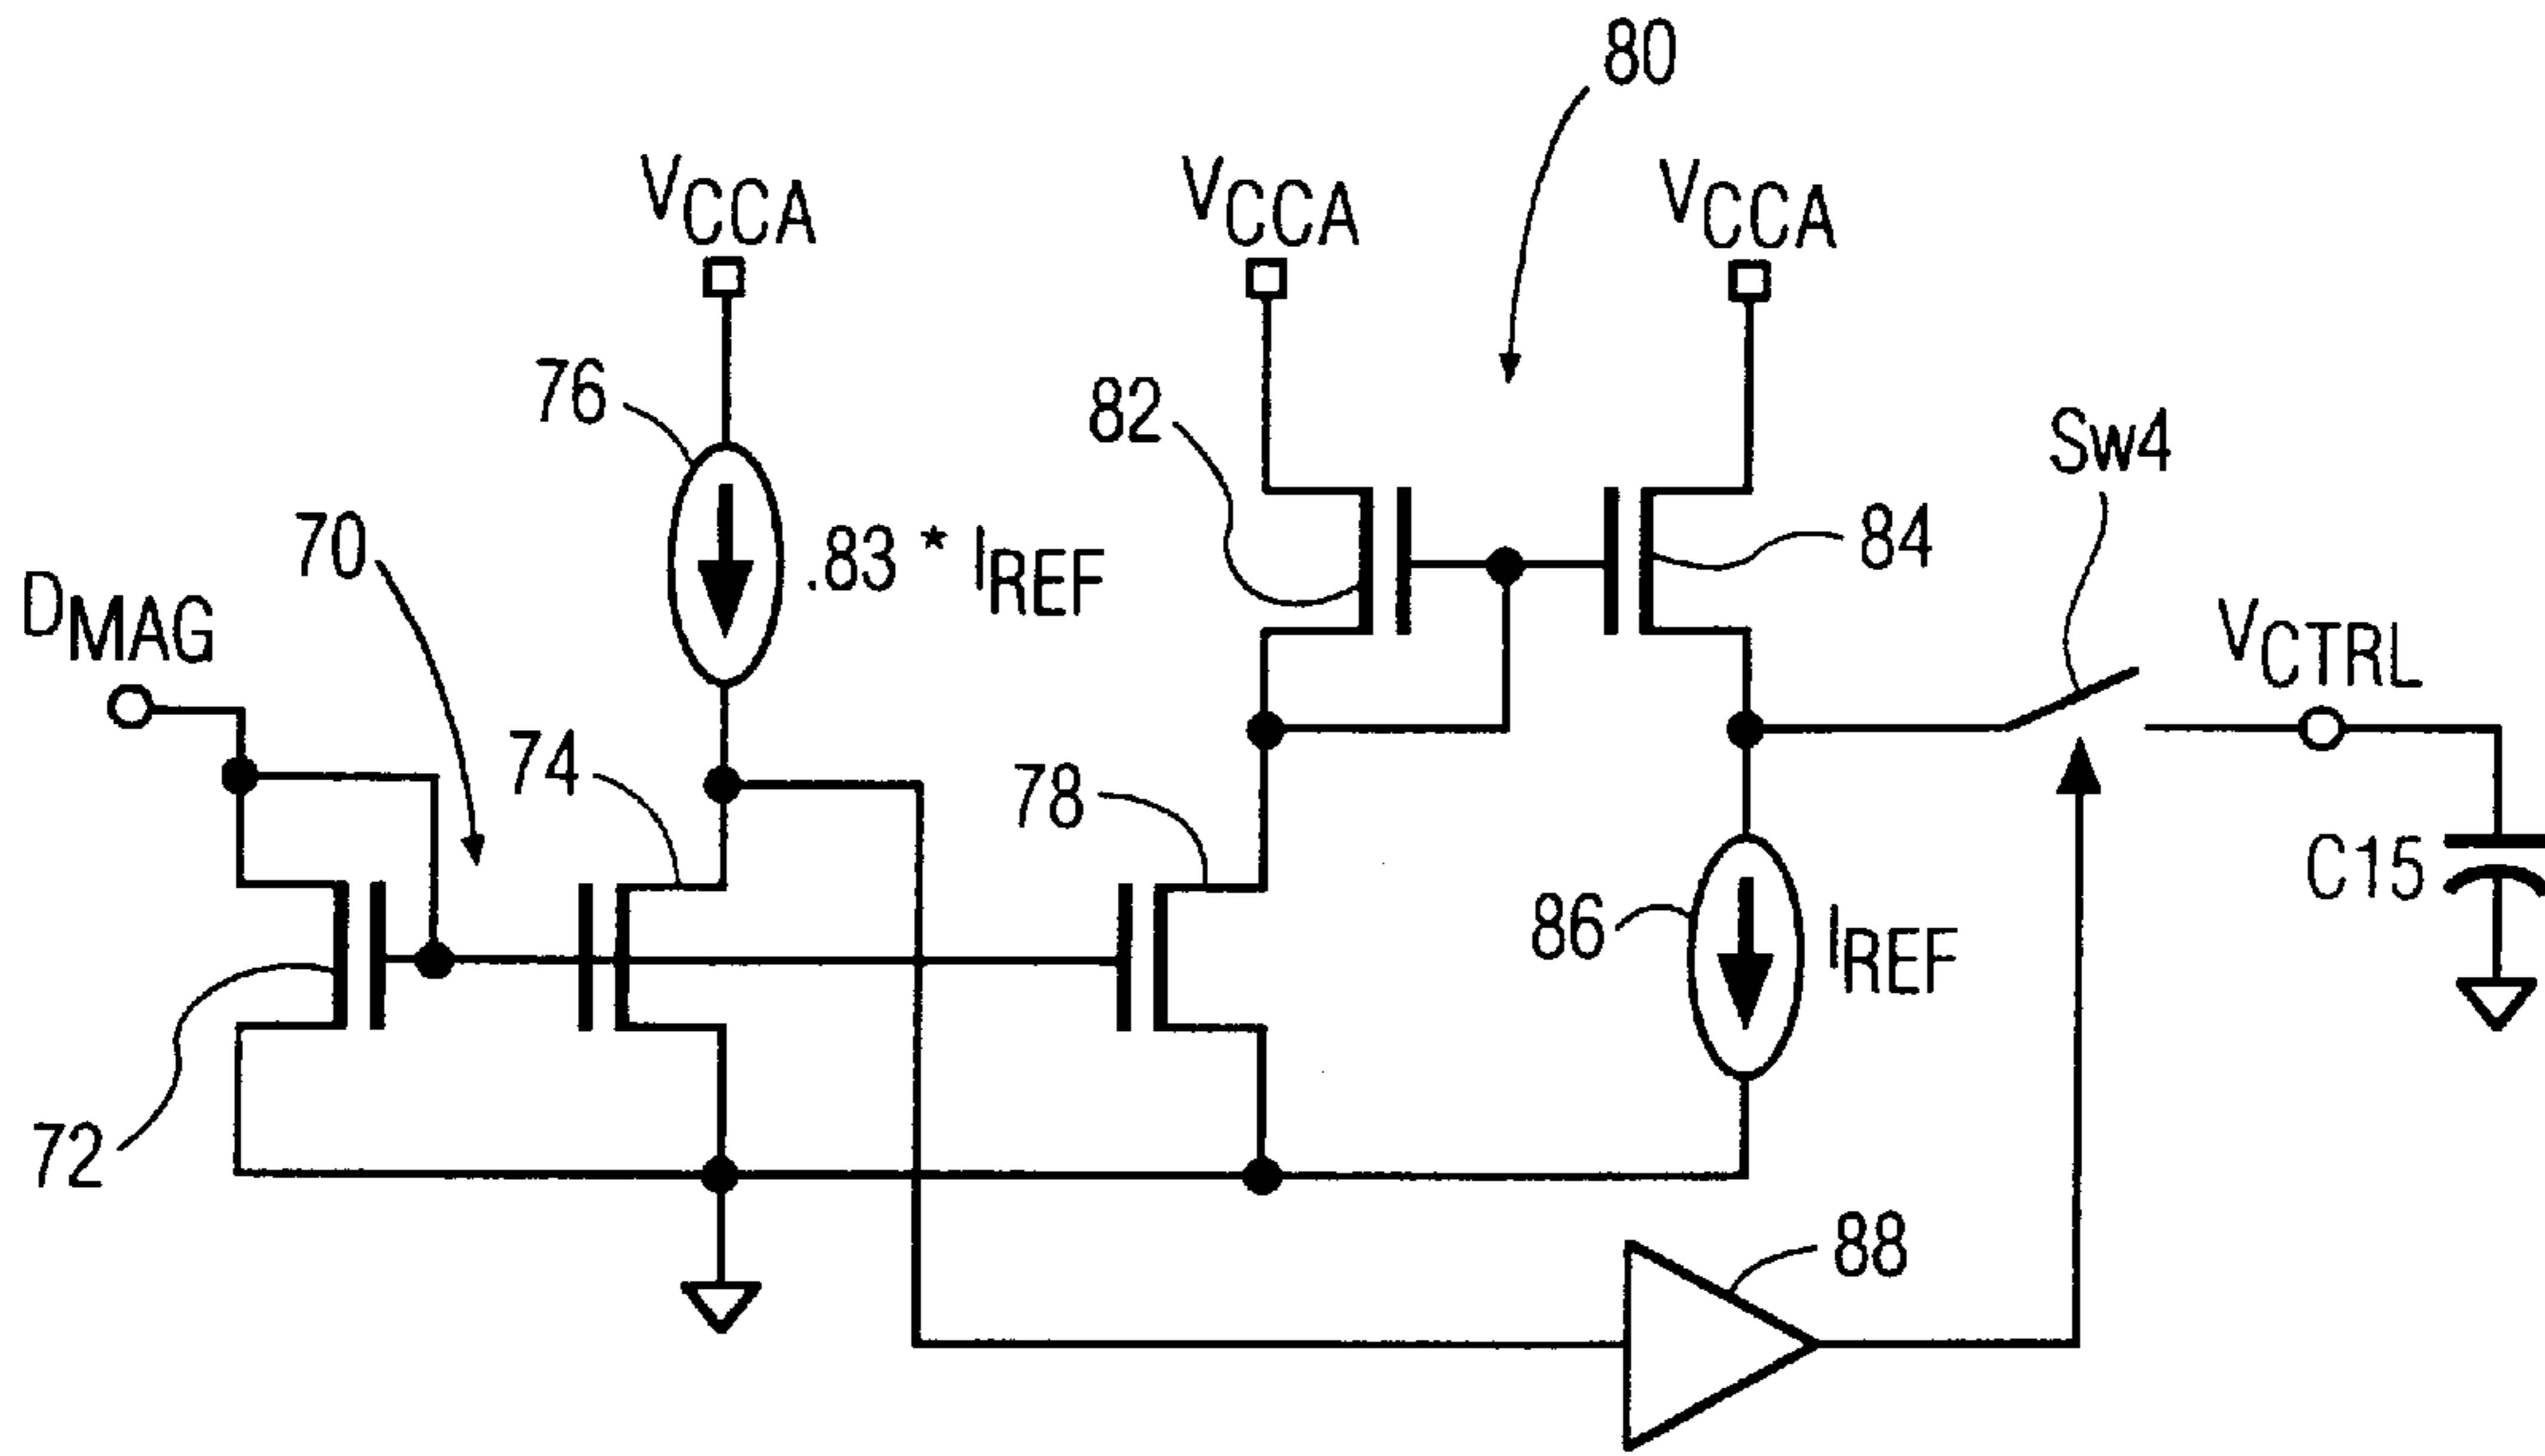 80
VCCA
VCCA
VCCA
76
82
Sw4
70
.83 * IREF
84
DMAG
VCTRL
74
78
C15
86
IREF
72
88